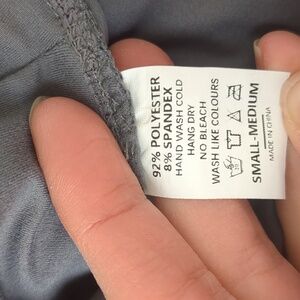 92% POLYESTER
8% SPANDEX
HAND WASH COLD
HANG DRY
NO BLEACH
WASH LIKE COLOURS
SMALL-MEDIUM
MADE IN CHINA